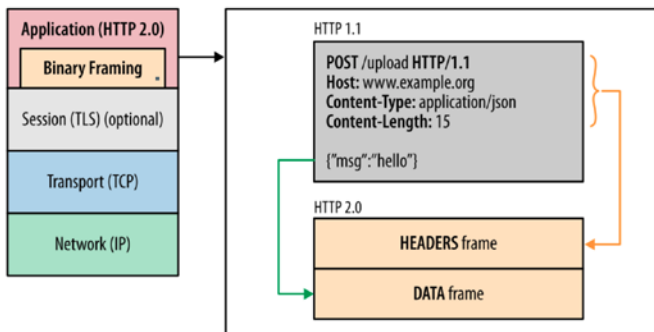 Application (HTTP 2.0)
Binary Framing
Session (TLS) (optional)
Transport (TCP)
Network (IP)
HTTP 1.1
POST /upload HTTP/1.1
Host: www.example.org
Content-Type: application/json
Content-Length: 15
{"msg":"hello"}
HTTP 2.0
HEADERS frame
DATA frame